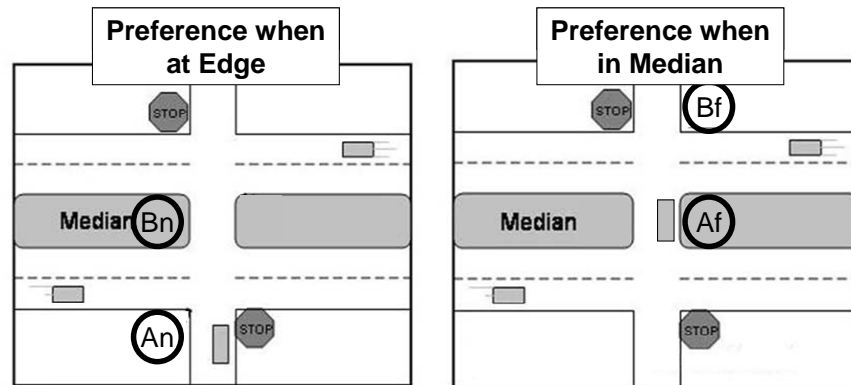 Preference when
at Edge
STOP
Median Bn
An
STOP
Preference when
in Median
STOP
Bf
Median
Af
STOP